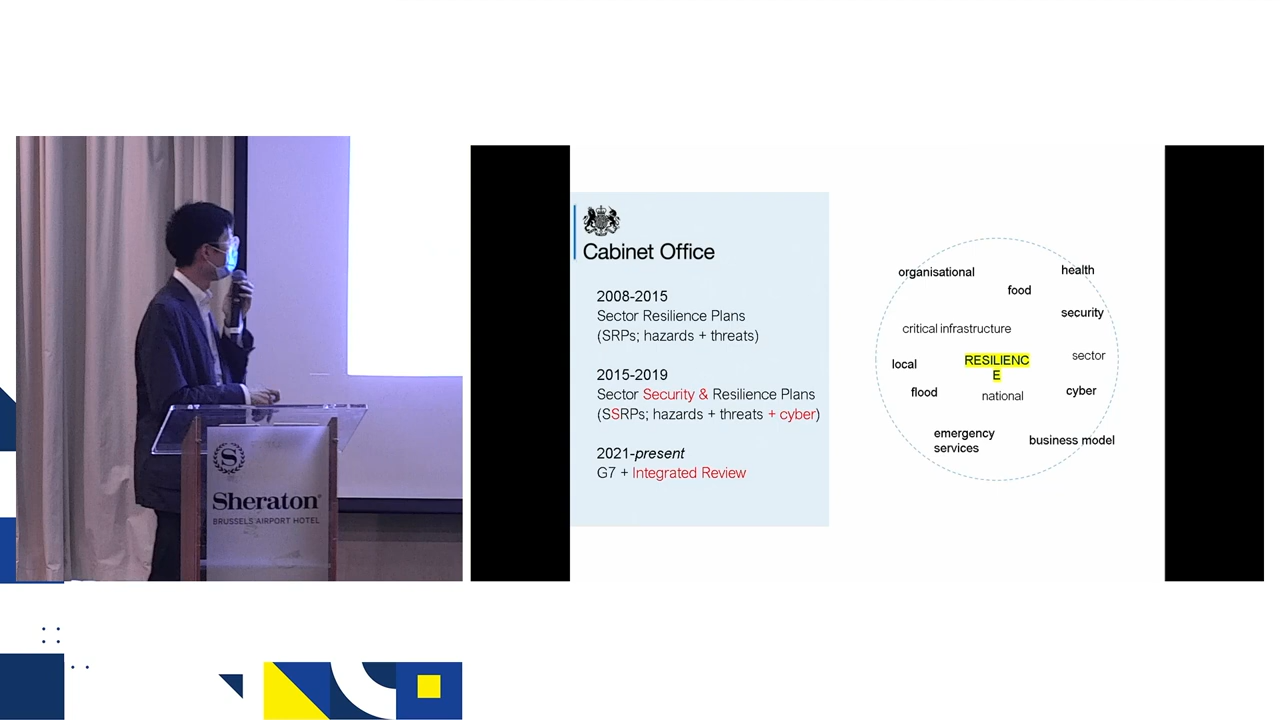 S
Sheraton
BRUSSELS AIRPORT HOTEL
Cabinet Office
2008-2015
Sector Resilience Plans
(SRPs; hazards + threats)
2015-2019
Sector Security & Resilience Plans
(SSRPs; hazards + threats + cyber)
2021-present
G7 + Integrated Review
organisational
health
food
security
critical infrastructure
sector
local
RESILIENC
E
flood
national
cyber
emergency
services
business model